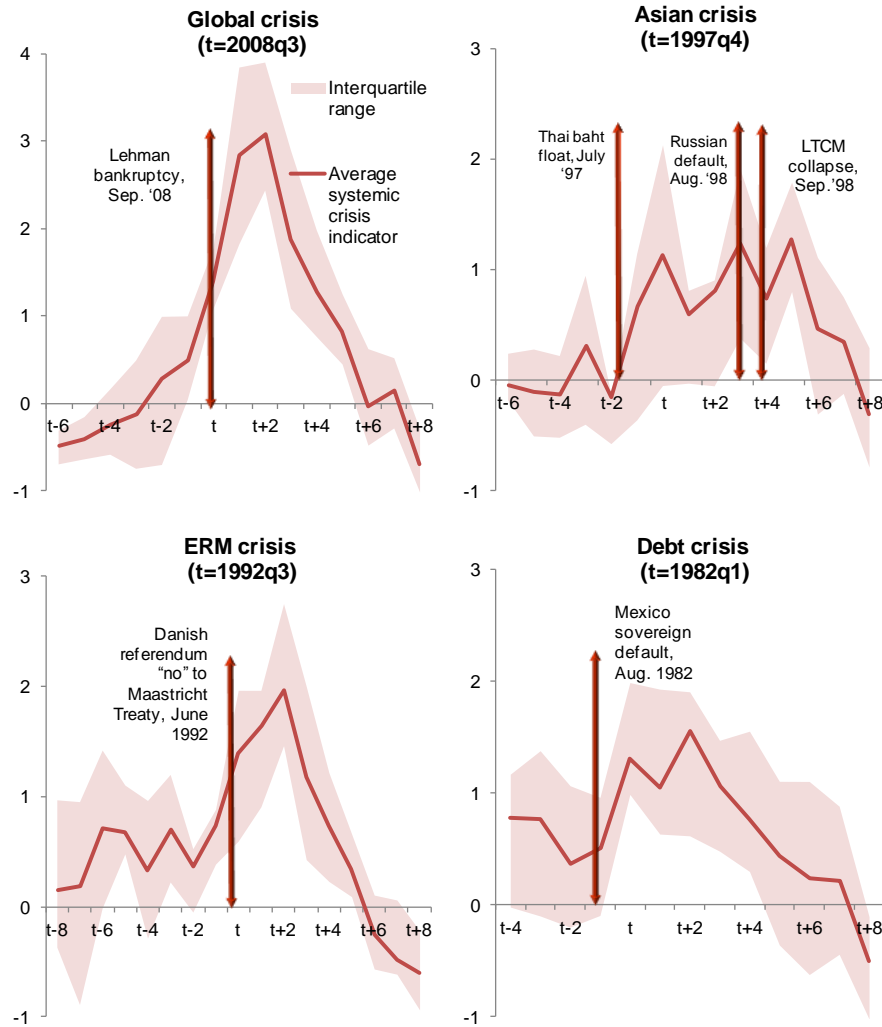 Global crisis
(t=2008q3)
4
3
2
1
0
-1
Interquartile
range
Average
systemic
crisis
indicator
Lehman
bankruptcy,
Sep. ‘08
t-6
t-4
t-2
t
t+2
t+4
t+6
t+8
Asian crisis
(t=1997q4)
3
2
1
0
-1
Thai baht
float, July
‘97
Russian
default,
Aug. ‘98
LTCM
collapse,
Sep.’98
t-6
t-4
t-2
t
t+2
t+4
t+6
t+8
ERM crisis
(t=1992q3)
3
2
1
0
-1
Danish
referendum
“no” to
Maastricht
Treaty, June
1992
t-8
t-6
t-4
t-2
t
t+2
t+4
t+6
t+8
Debt crisis
(t=1982q1)
3
2
1
0
-1
Mexico
sovereign
default,
Aug. 1982
t-4
t-2
t
t+2
t+4
t+6
t+8